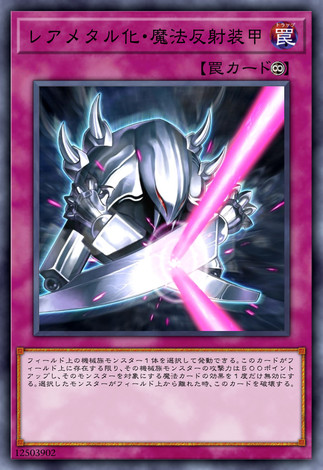 レアメタル化・魔法反射装甲
トラップ
罠
【罠カード】
フィールド上の機械族モンスター1体を選択して発動できる。このカードがフ
ィールド上に存在する限り、その機械族モンスターの攻撃力は500ポイント
アップし、そのモンスターを対象にする魔法カードの効果を1度だけ無効にす
る。選択したモンスターがフィールド上から離れた時、このカードを破壊する。
12503902